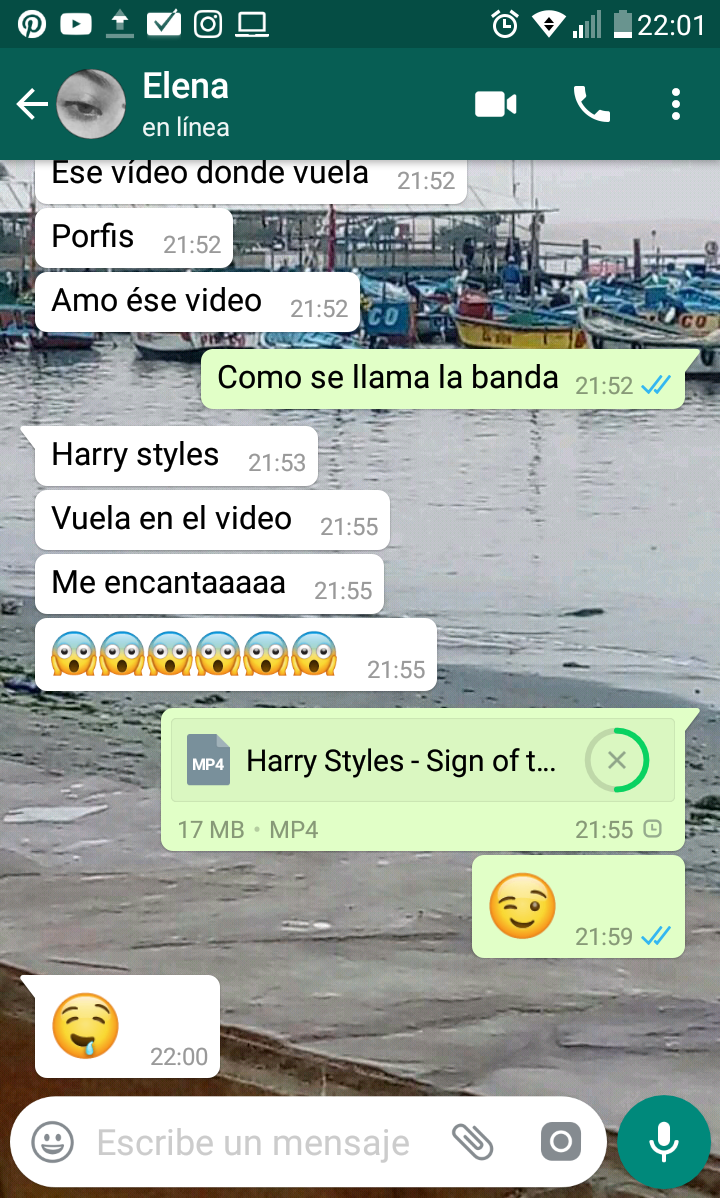 22:01
Elena
en línea
Ese vídeo donde vuela 21:52
Porfis 21:52
Amo ése video 21:52
CO
CO
Como se llama la banda 21:52
Harry styles 21:53
Vuela en el video 21:55
Me encantaaaaa 21:55
😱😱😱😱😱😱 21:55
MP4 Harry Styles - Sign of t...
17 MB • MP4 21:55
😉 21:59
🤤 22:00
Escribe un mensaje